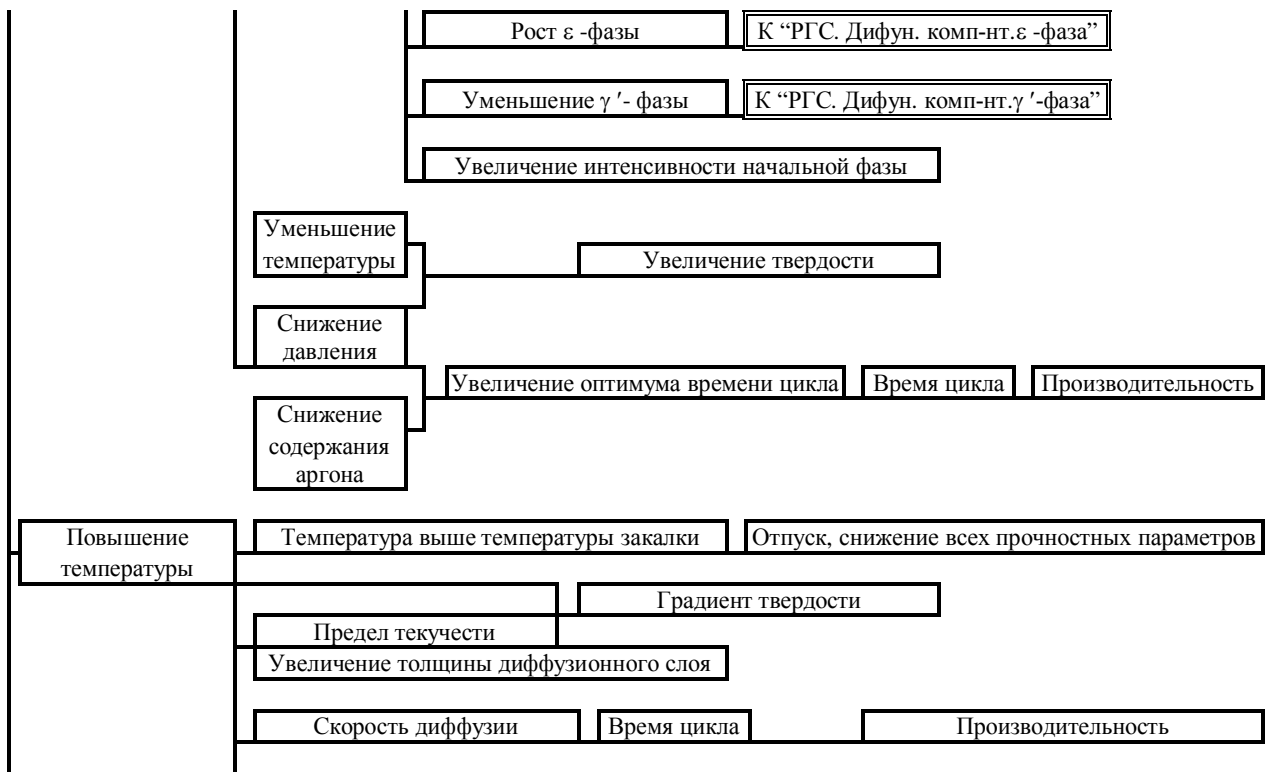 Рост ε -фазы
К “РГС. Дифун. комп-нт.ε -фаза”
Уменьшение γ ′- фазы
К “РГС. Дифун. комп-нт.γ ′-фаза”
Увеличение интенсивности начальной фазы
Уменьшение
температуры
Увеличение твердости
Снижение
давления
Увеличение оптимума времени цикла
Время цикла
Производительность
Снижение
содержания
аргона
Повышение
температуры
Температура выше температуры закалки
Отпуск, снижение всех прочностных параметров
Градиент твердости
Предел текучести
Увеличение толщины диффузионного слоя
Скорость диффузии
Время цикла
Производительность